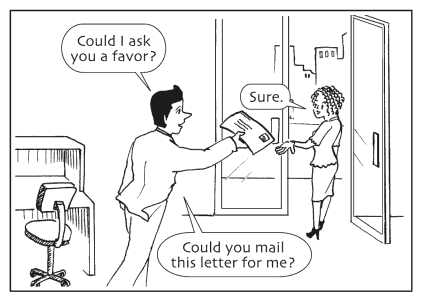 Could I ask
you a favor?
Sure.
Could you mail
this letter for me?